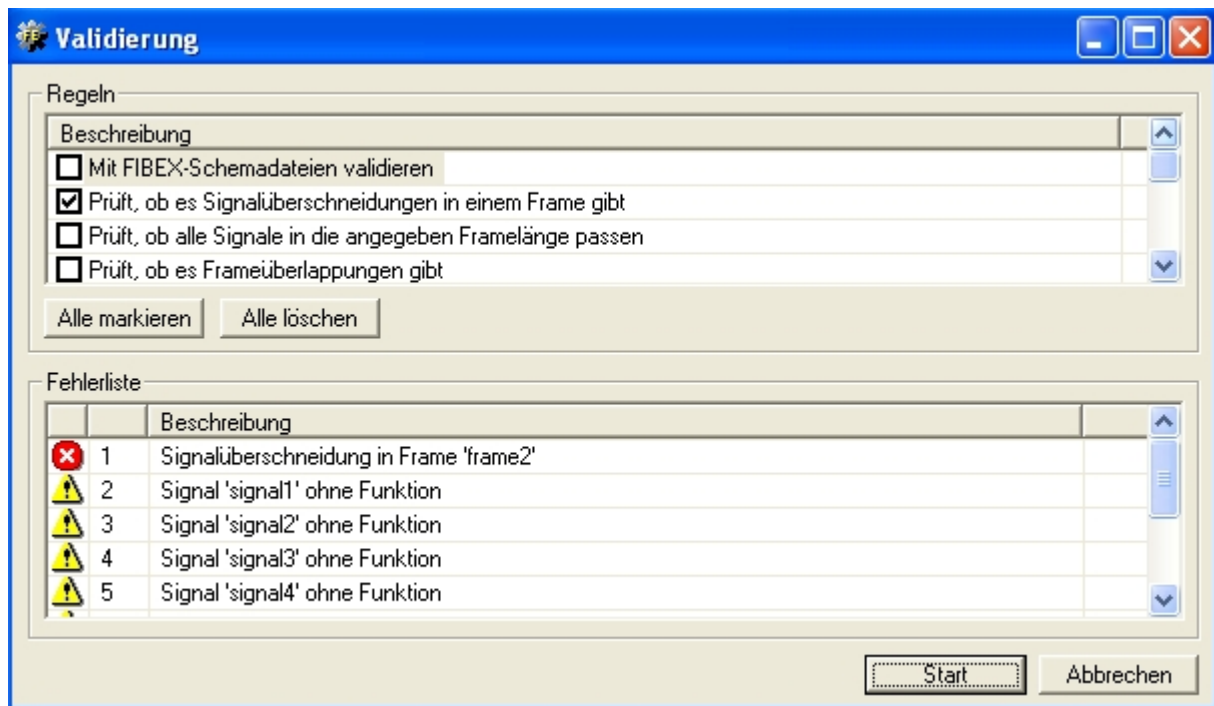 Validierung
Regeln
Beschreibung
Mit FIBEX-Schemadateien validieren
Prüft, ob es Signalüberschneidungen in einem Frame gibt
Prüft, ob alle Signale in die angegeben Framelänge passen
Prüft, ob es Frameüberlappungen gibt
Alle markieren Alle löschen
Fehlerliste
Beschreibung
1 Signalüberschneidung in Frame 'frame2'
2 Signal 'signal1' ohne Funktion
3 Signal 'signal2' ohne Funktion
4 Signal 'signal3' ohne Funktion
5 Signal 'signal4' ohne Funktion
Start Abbrechen